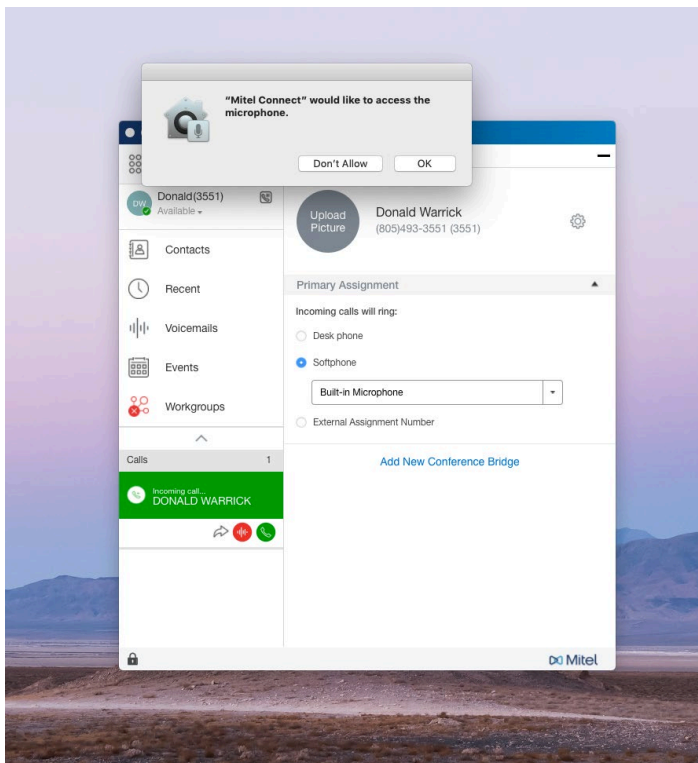 “Mitel Connect” would like to access the
microphone.
Don't Allow
OK
DW
Donald(3551)
Available
Contacts
Recent
Voicemails
Events
Workgroups
Calls 1
Incoming call...
DONALD WARRICK
Upload
Picture
Donald Warrick
(805)493-3551 (3551)
Primary Assignment
Incoming calls will ring:
Desk phone
Softphone
Built-in Microphone
External Assignment Number
Add New Conference Bridge
Mitel